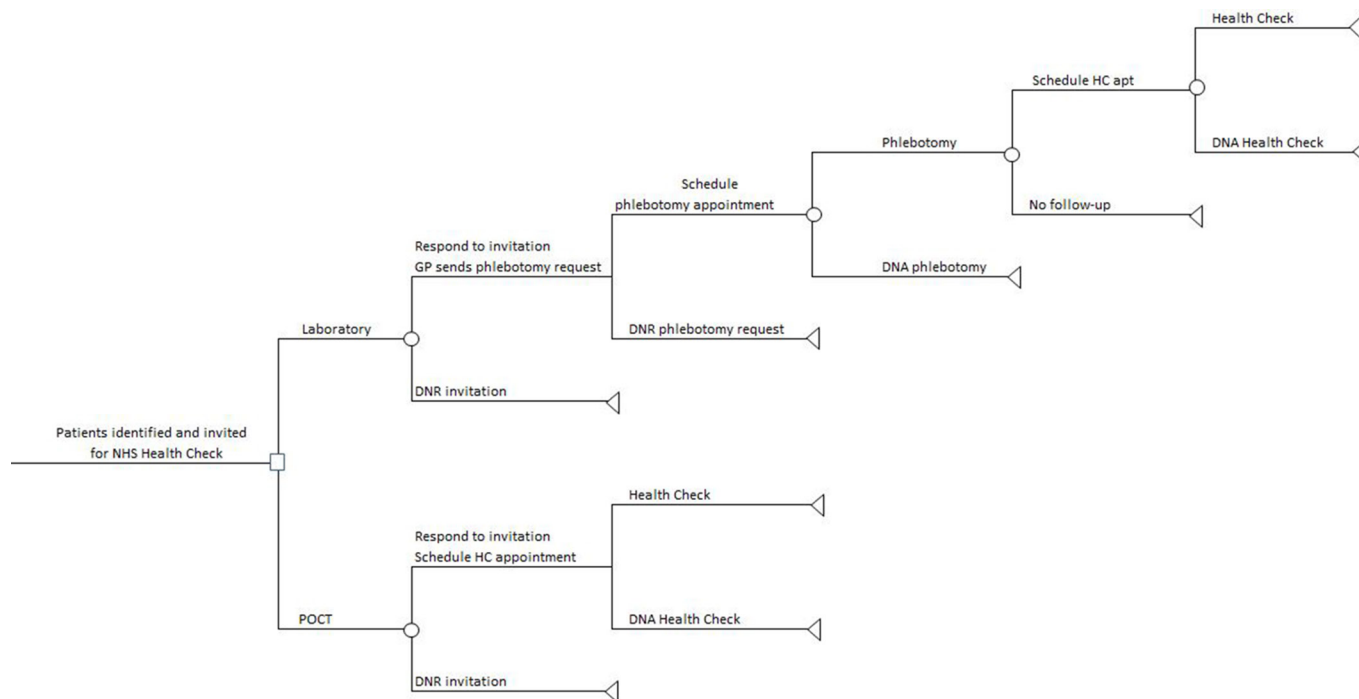 Health Check
Schedule HC apt
Phlebotomy
DNA Health Check
Schedule
phlebotomy appointment
No follow-up
Respond to invitation
GP sends phlebotomy request
DNA phlebotomy
Laboratory
DNR phlebotomy request
DNR invitation
Patients identified and invited
for NHS Health Check
Health Check
Respond to invitation
Schedule HC appointment
POCT
DNA Health Check
DNR invitation